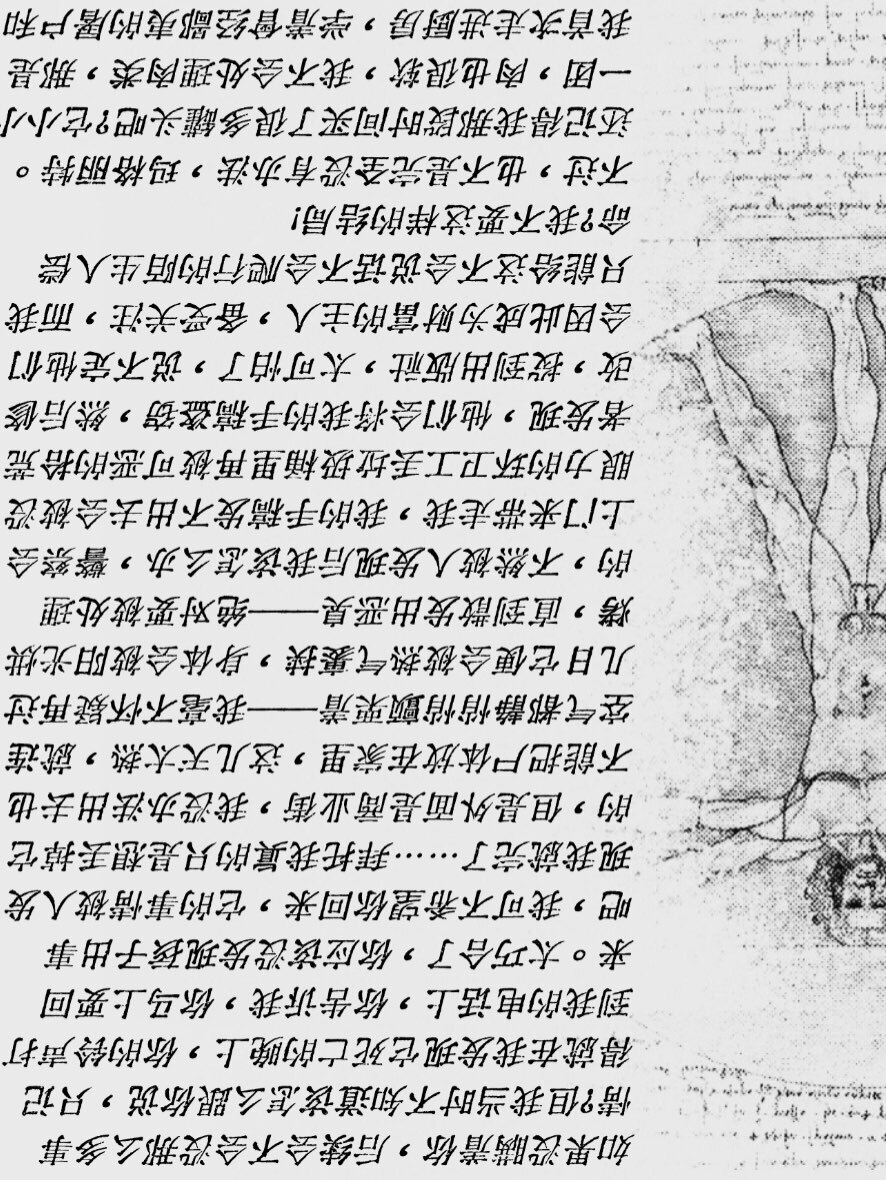 如果没瞒着你，后续会不会没那么多事
情?但我当时不知道该怎么跟你说，只记
得就在我发现它死亡的晚上，你的铃声打
到我的电话上，你告诉我，你马上要回
来。太巧合了，你应该没发现孩子出事
吧，我可不希望你回来，它的事情被人发
现我就完了……拜托我真的只是想丢掉它
的，但是外面是商业街，我没办法出去也
不能把尸体放在家里，这几天太热，就连
空气都静悄悄颤栗着——我毫不怀疑再过
几日它便会被热气裹挟，身体会被阳光烘
烤，直到散发出恶臭——绝对要被处理
的，不然被人发现后我该怎么办，警察会
上门来带走我，我的手稿发不出去会被没
眼力的环卫工丢垃圾桶里再被可恶的拾荒
者发现，他们会将我的手稿盗窃，然后修
改，投到出版社，太可怕了，说不定他们
会因此成为财富的主人，备受关注，而我
只能给这不会说话不会爬行的陌生人偿
命?我不要这样的结局!
不过，也不是完全没有办法，玛格丽特。
还记得我那段时间买了很多罐头吧?它小小
一团，肉也很软，我不会处理肉类，那是
我首次走进厨房，学着曾经鄙夷的屠户和